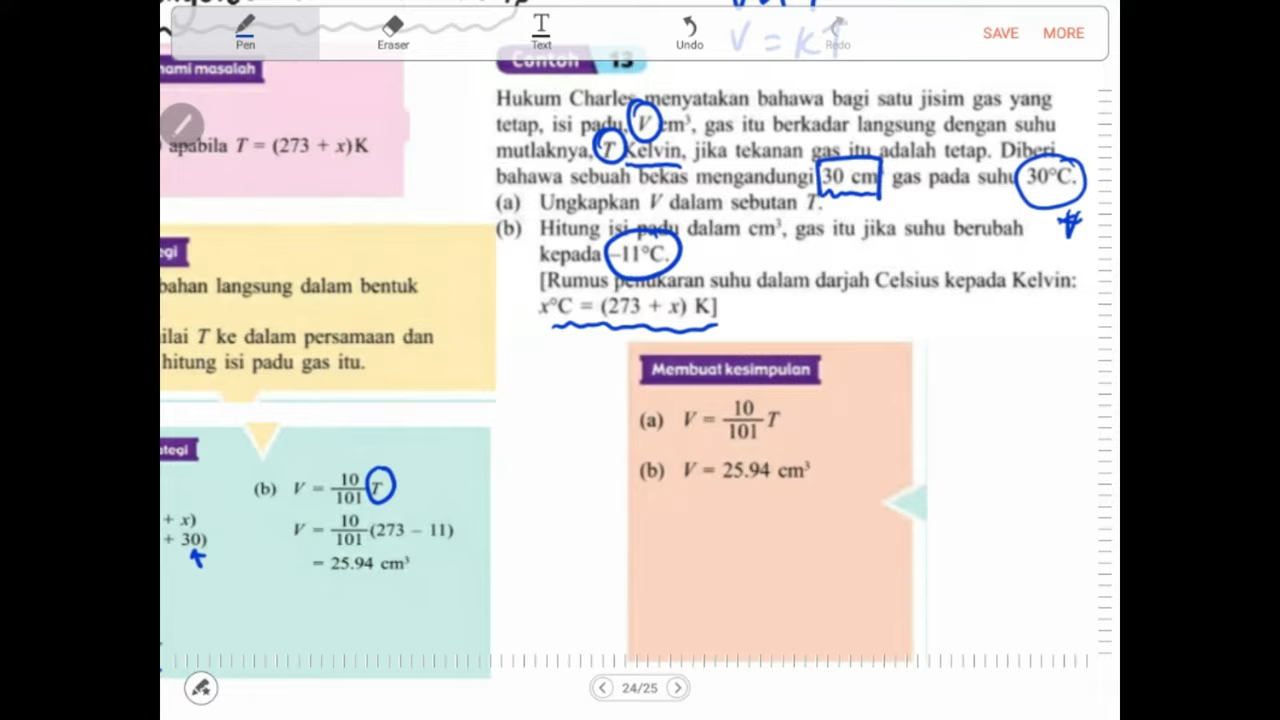 Pen
Eraser
T
Text
Undo
Redo
SAVE
MORE
V = kT
Contoh 13
Hukum Charles menyatakan bahawa bagi satu jisim gas yang
tetap, isi padu, V cm³, gas itu berkadar langsung dengan suhu
mutlaknya, T Kelvin, jika tekanan gas itu adalah tetap. Diberi
bahawa sebuah bekas mengandungi 30 cm gas pada suhu 30°C.
(a) Ungkapkan V dalam sebutan T.
(b) Hitung isi padu dalam cm³, gas itu jika suhu berubah
kepada –11°C.
[Rumus penukaran suhu dalam darjah Celsius kepada Kelvin:
x°C = (273 + x) K]
ami masalah
apabila T = (273 + x)K
egi
bahan langsung dalam bentuk
ilai T ke dalam persamaan dan
hitung isi padu gas itu.
ategi
+ x)
+ 30)
(b) V = 10/101 T
V = 10/101 (273 – 11)
= 25.94 cm³
Membuat kesimpulan
(a) V = 10/101 T
(b) V = 25.94 cm³
24/25